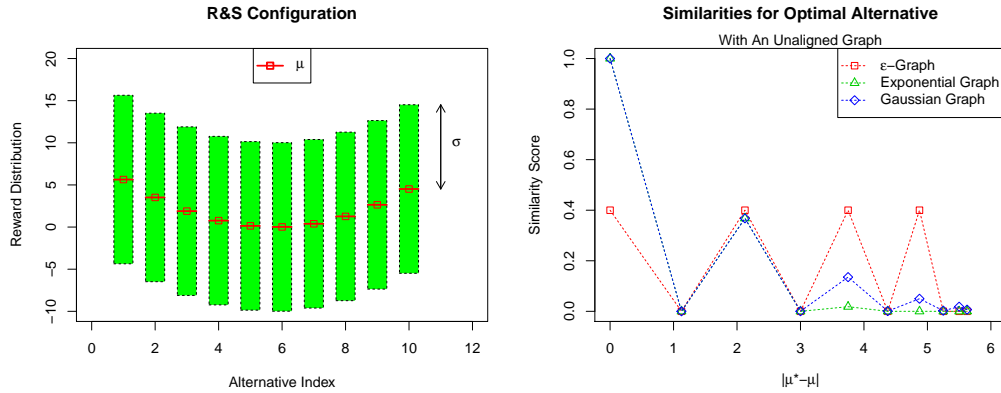 R&S Configuration
μ
σ
Reward Distribution
20
15
10
5
0
−5
−10
0 2 4 6 8 10 12
Alternative Index
Similarities for Optimal Alternative
With An Unaligned Graph
ε−Graph
Exponential Graph
Gaussian Graph
Similarity Score
1.0
0.8
0.6
0.4
0.2
0.0
0 1 2 3 4 5 6
|μ*−μ|